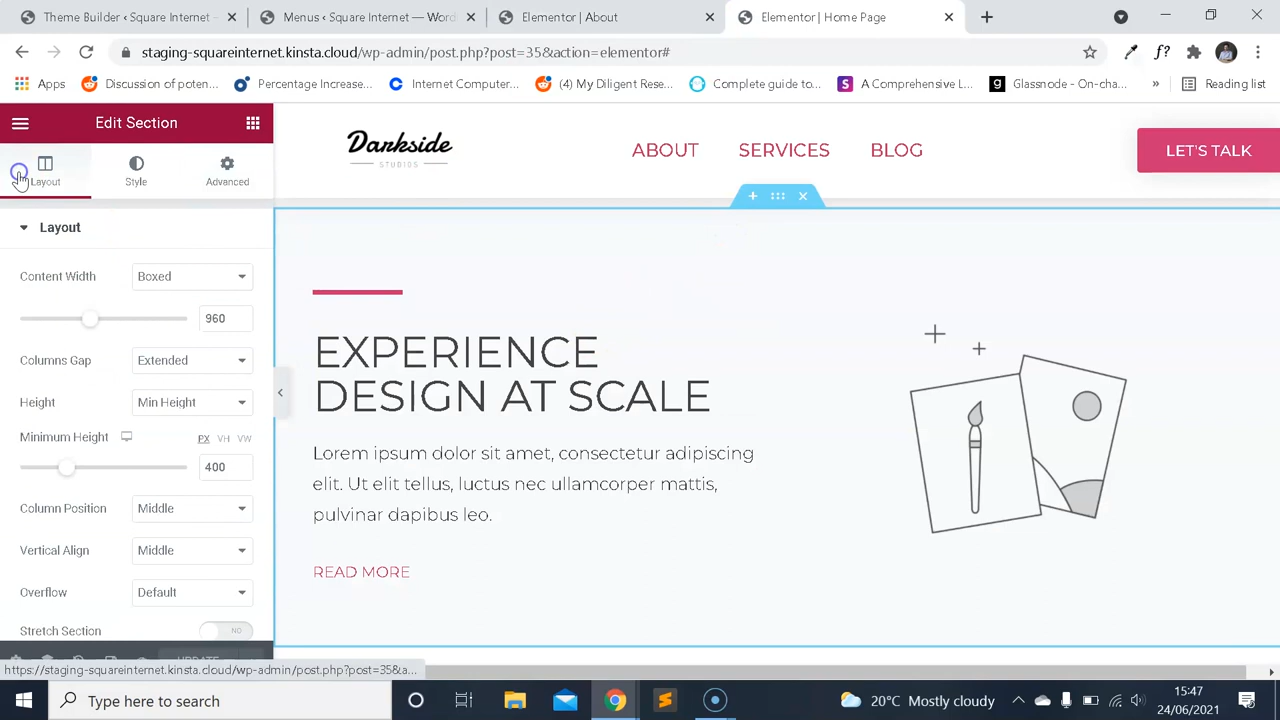 Theme Builder ‹ Square Internet –
Menus ‹ Square Internet — Word
Elementor | About
Elementor | Home Page
staging-squareinternet.kinsta.cloud/wp-admin/post.php?post=35&action=elementor#
Apps
Discussion of poten...
Percentage Increase...
Internet Computer...
(4) My Diligent Rese...
Complete guide to...
A Comprehensive L...
Glassnode - On-cha...
»
Reading list
Edit Section
Layout
Style
Advanced
Darkside
STUDIOS
ABOUT
SERVICES
BLOG
LET'S TALK
Layout
Content Width
Boxed
960
Columns Gap
Extended
Height
Min Height
Minimum Height
PX
VH
VW
400
Column Position
Middle
Vertical Align
Middle
Overflow
Default
Stretch Section
NO
EXPERIENCE
DESIGN AT SCALE
Lorem ipsum dolor sit amet, consectetur adipiscing
elit. Ut elit tellus, luctus nec ullamcorper mattis,
pulvinar dapibus leo.
READ MORE
UPDATE
https://staging-squareinternet.kinsta.cloud/wp-admin/post.php?post=35&a...
Type here to search
20°C Mostly cloudy
15:47
24/06/2021